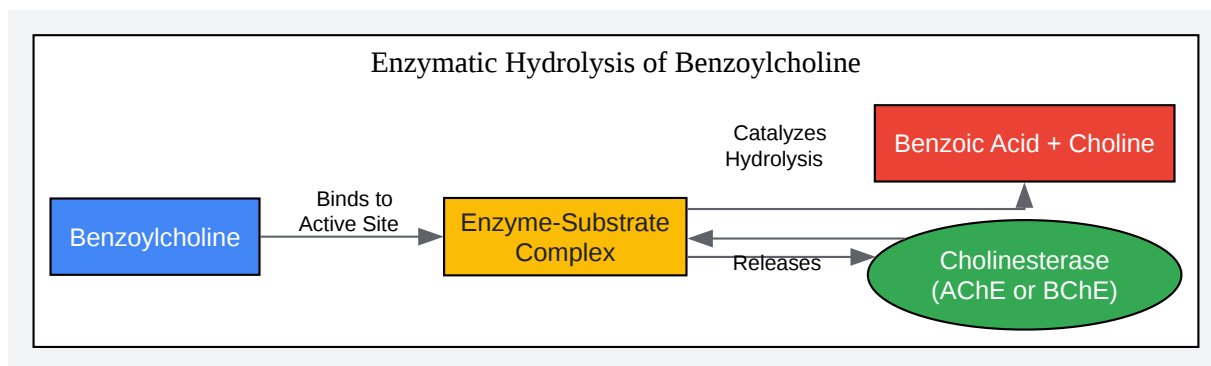 Enzymatic Hydrolysis of Benzoylcholine
Benzoylcholine
Binds to
Active Site
Enzyme-Substrate
Complex
Catalyzes
Hydrolysis
Benzoic Acid + Choline
Releases
Cholinesterase
(AChE or BChE)